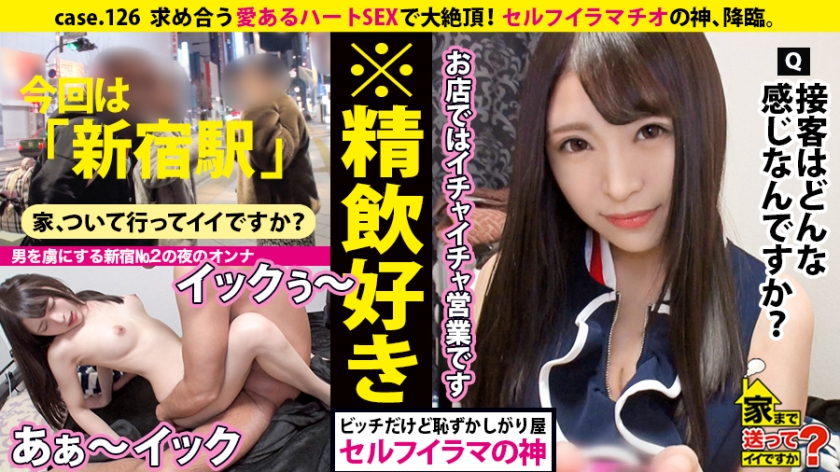 case.126 求め合う愛あるハートSEXで大絶頂！セルフイラマチオの神、降臨。
今回は
「新宿駅」
家、ついて行ってイイですか？
男を虜にする新宿No.2の夜のオンナ
イックぅ〜
あぁ〜イック
※精飲好き
お店ではイチャイチャ営業です
Q
接客はどんな
感じなんですか？
ビッチだけど恥ずかしがり屋
セルフイラマの神
家まで
送って
イイですか?